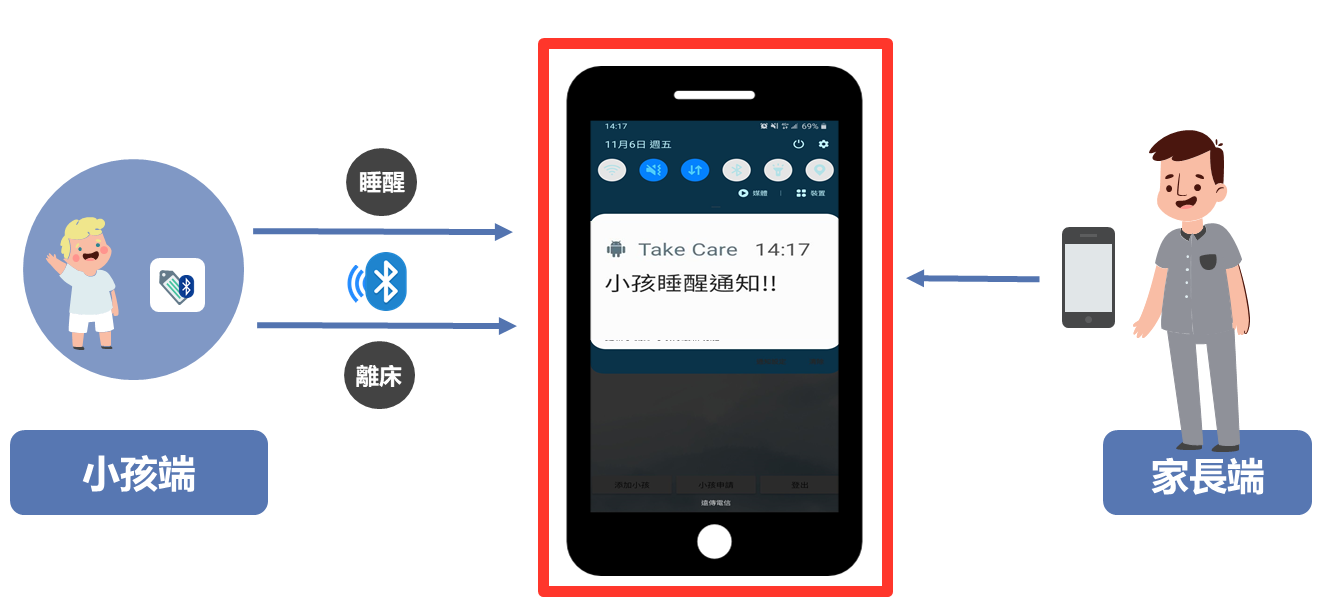 睡醒
離床
小孩端
14:17
69%
11月6日 週五
媒體
裝置
Take Care 14:17
小孩睡醒通知!!
添加小孩
小孩申請
登出
遠傳電信
家長端